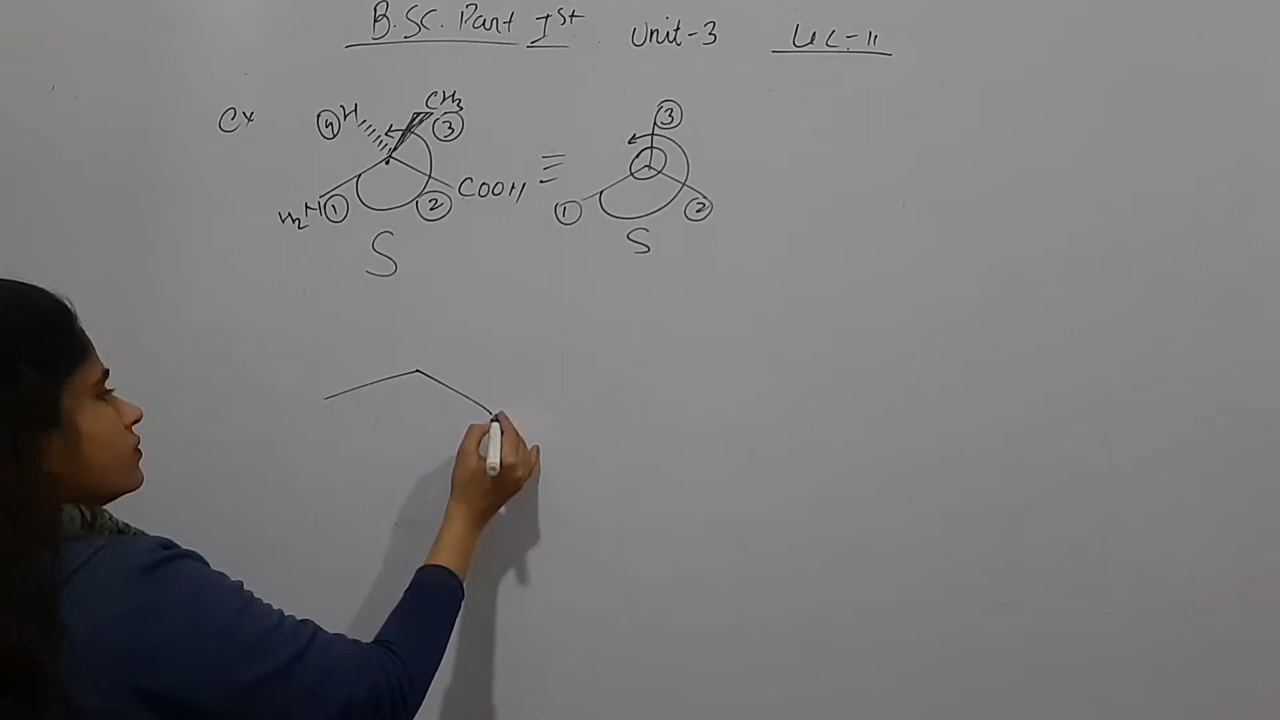 B.SC. Part Ist Unit-3 Lec-11
Ex
④ H CH3 ③
H2N ① ② COOH ≡
③
① ②
S S